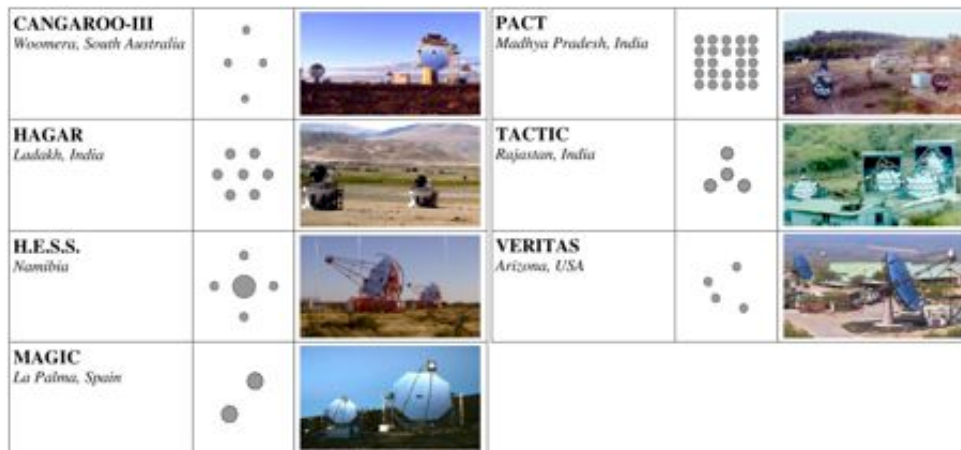 CANGAROO-III
Woomera, South Australia
PACT
Madhya Pradesh, India
HAGAR
Ladakh, India
TACTIC
Rajastan, India
H.E.S.S.
Namibia
VERITAS
Arizona, USA
MAGIC
La Palma, Spain